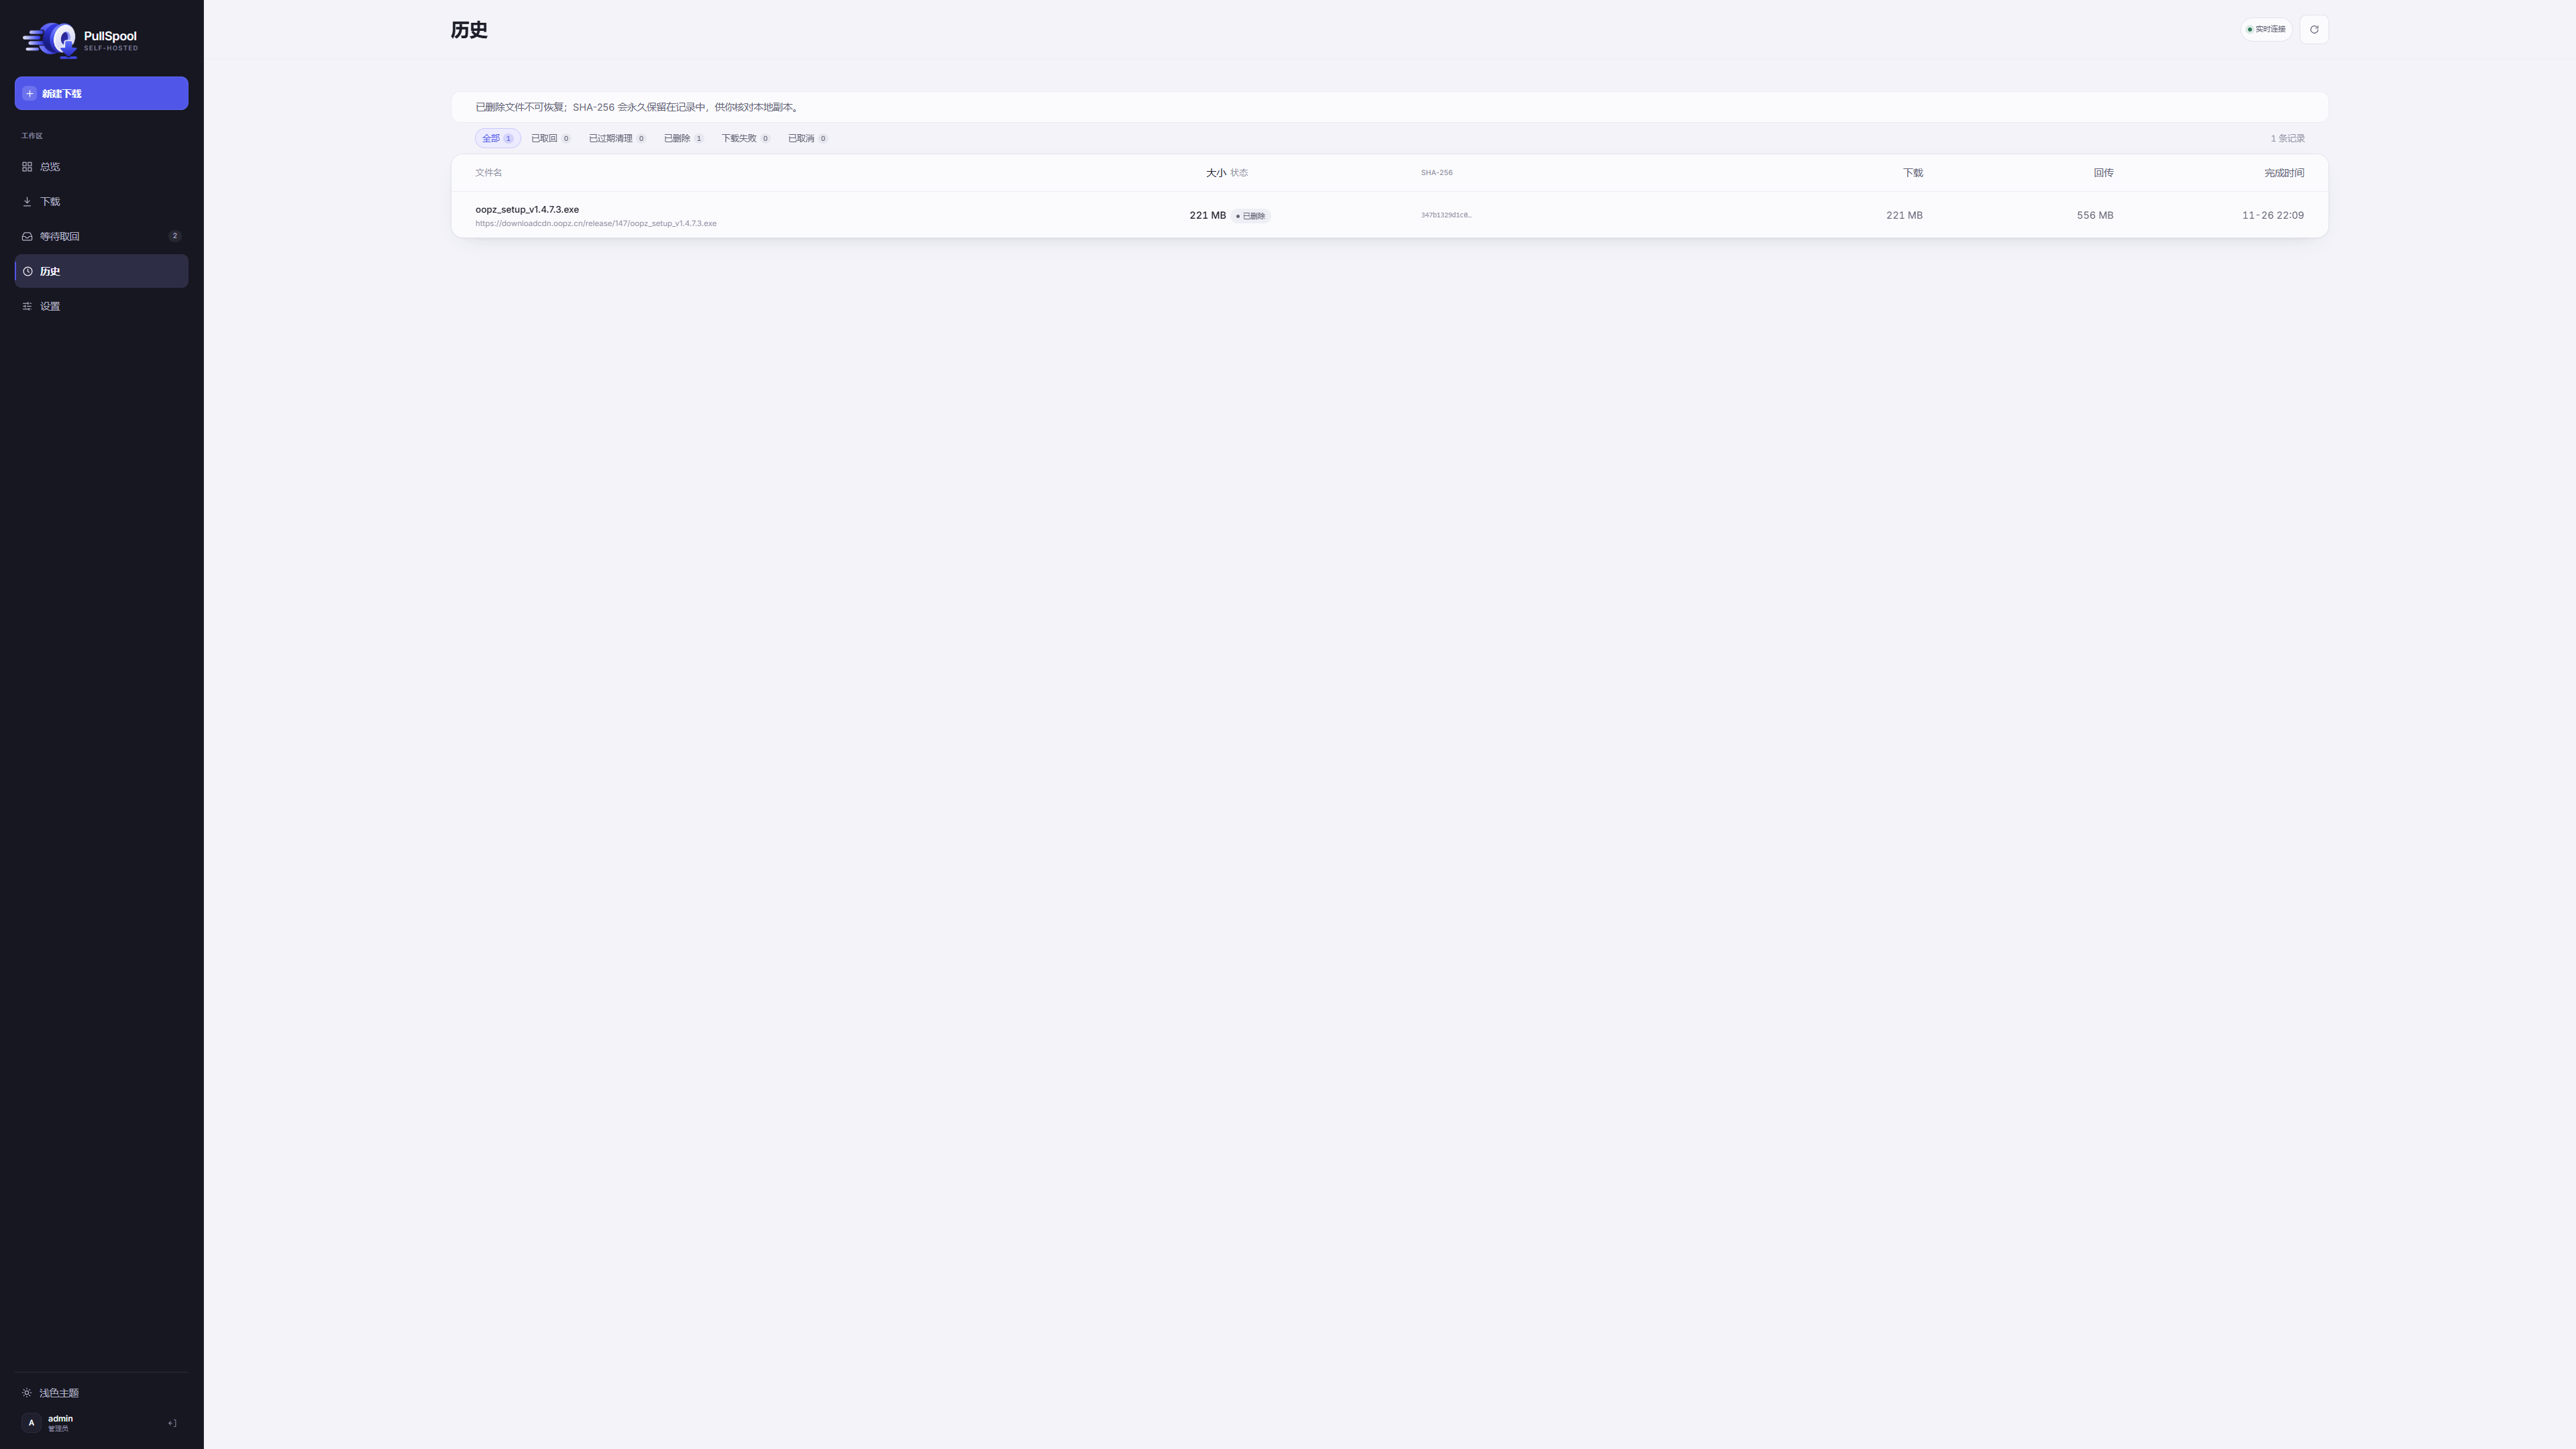 PullSpool
SELF-HOSTED
新建下载
工作区
总览
下载
等待取回 2
历史
设置
浅色主题
A
admin
管理员
历史
实时连接
已删除文件不可恢复；SHA-256 会永久保留在记录中，供你核对本地副本。
全部 1 已取回 0 已过期清理 0 已删除 1 下载失败 0 已取消 0 1 条记录
文件名 大小 状态 SHA-256 下载 回传 完成时间
oopz_setup_v1.4.7.3.exe
https://downloadcdn.oopz.cn/release/147/oopz_setup_v1.4.7.3.exe
221 MB 已删除 347b1329d1c0… 221 MB 556 MB 11-26 22:09